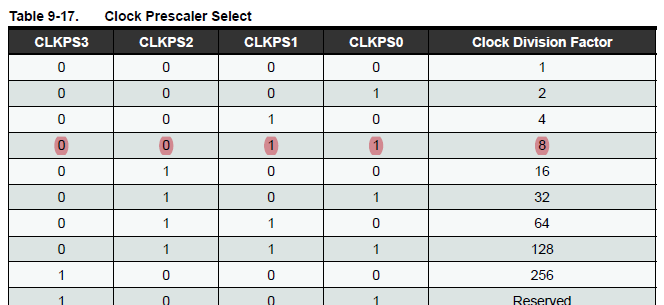 Table 9-17. Clock Prescaler Select
CLKPS3 CLKPS2 CLKPS1 CLKPS0 Clock Division Factor
0 0 0 0 1
0 0 0 1 2
0 0 1 0 4
0 0 1 1 8
0 1 0 0 16
0 1 0 1 32
0 1 1 0 64
0 1 1 1 128
1 0 0 0 256
1 0 0 1 Reserved